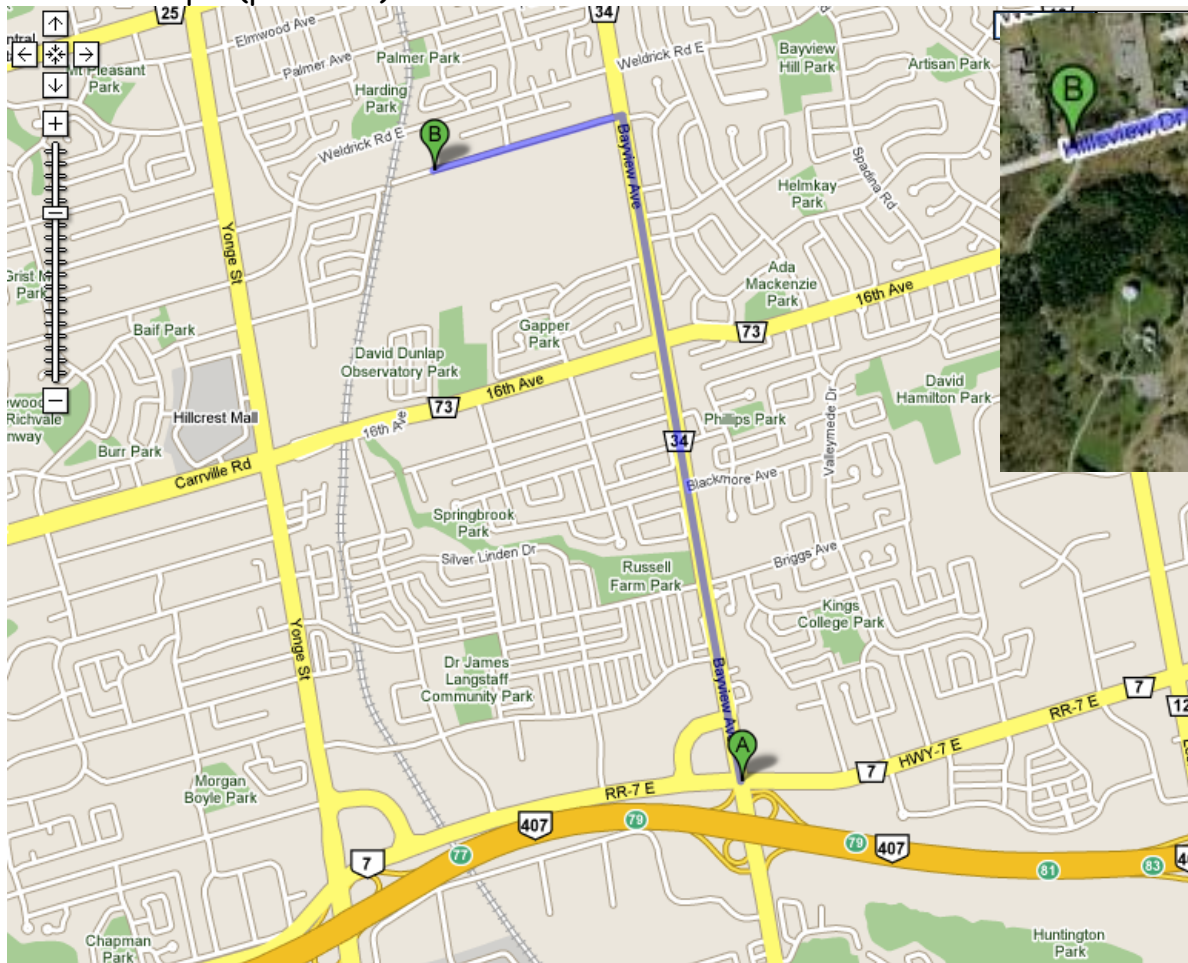 25
34
Elmwood Ave
Palmer Park
Weldrick Rd E
Bayview
Hill Park
Artisan Park
Palmer Ave
Pleasant
Park
Harding
Park
B
Hillsview Dr
Weldrick Rd E
B
Bayview Ave
Spadina Rd
Helmkay
Park
Yonge St
Ada
Mackenzie
Park
16th Ave
Grist
Park
Baif Park
Gapper
Park
73
David Dunlap
Observatory Park
16th Ave
David
Hamilton Park
Richvale
Hillcrest Mall
73
16th Ave
Phillips Park
Valleymede Dr
Burr Park
34
Carrville Rd
Blackmore Ave
Springbrook
Park
Silver Linden Dr
Briggs Ave
Russell
Farm Park
Kings
College Park
Yonge St
Dr James
Langstaff
Community Park
Bayview Ave
7
RR-7 E
12
A
HWY-7 E
7
Morgan
Boyle Park
RR-7 E
407
79
79
407
7
77
81
83
Chapman
Park
Huntington
Park